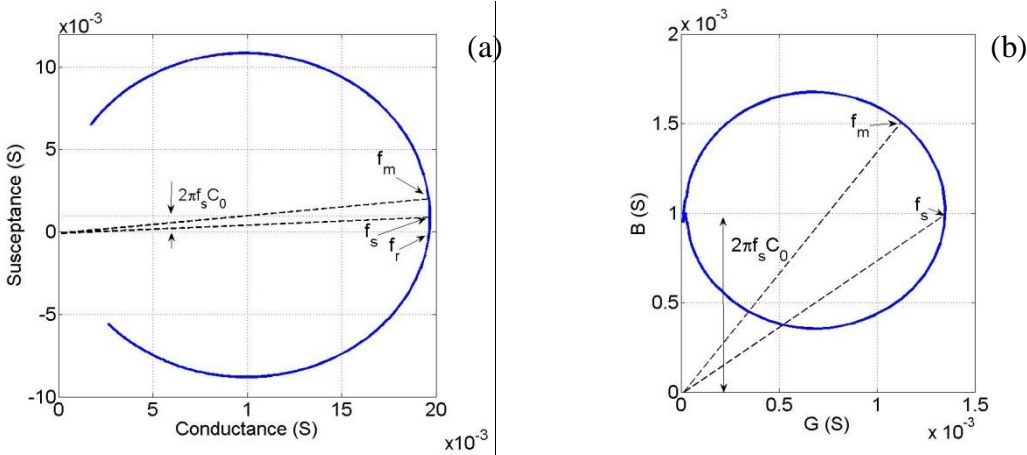 x10⁻³
(a)
10
5
0
-5
-10
Susceptance (S)
2πf_sC_0
f_m
f_s
f_r
0
5
1
15
20
Conductance (S)
x 10⁻³
x 10⁻³
(b)
2
1.5
1
0.5
0
B (S)
f_m
f_s
2πf_sC_0
0
0.5
1
1.5
G (S)
x 10⁻³